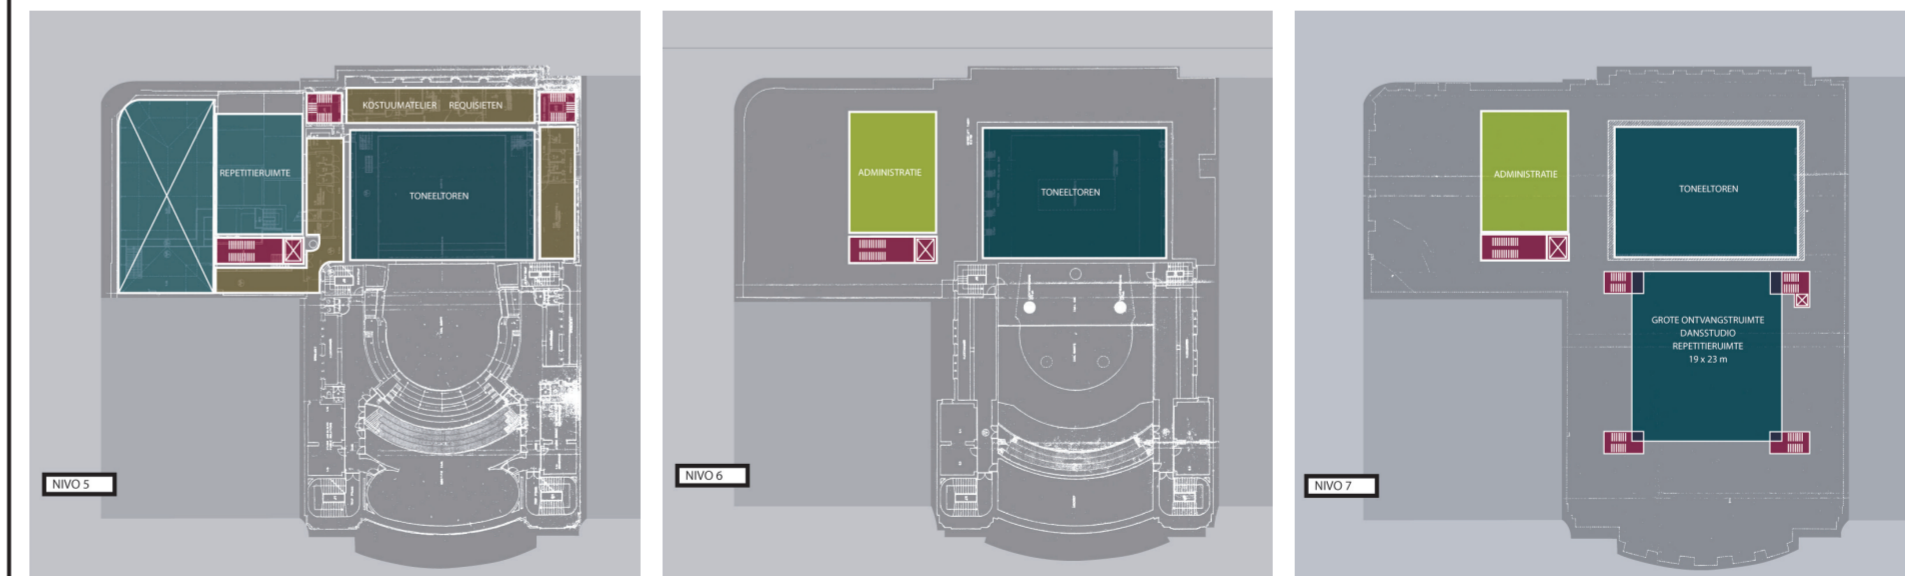 KOSTUUMATELIER REQUISIETEN
REPETITIERUIMTE
TONEELTOREN
NIVO 5
ADMINISTRATIE
TONEELTOREN
NIVO 6
ADMINISTRATIE
TONEELTOREN
GROTE ONTVANGSTRUIMTE
DANSSTUDIO
REPETITIERUIMTE
19 x 23 m
NIVO 7